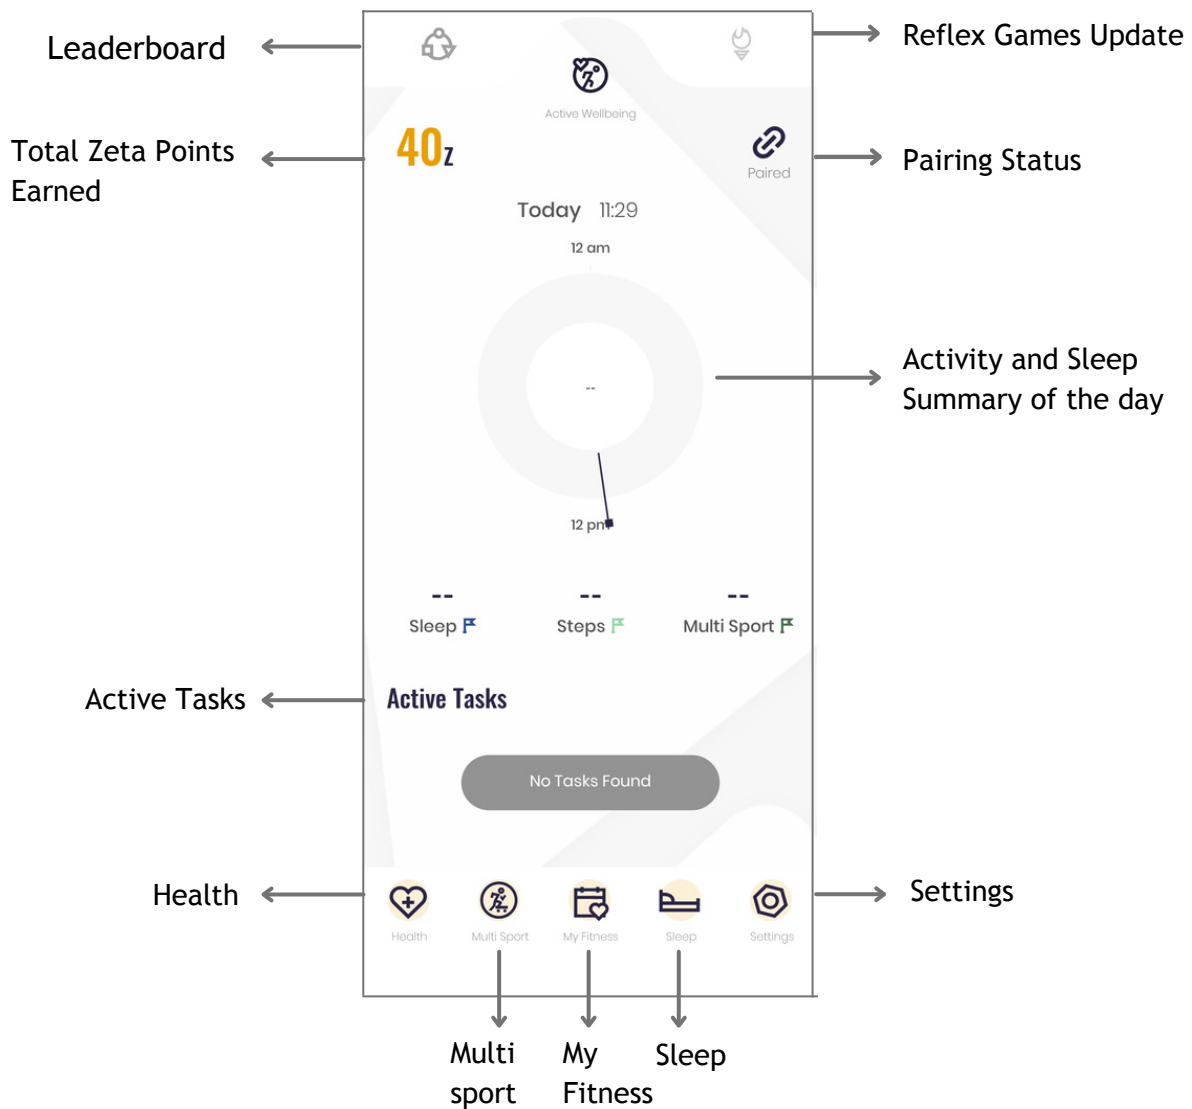 Leaderboard
Reflex Games Update
Active Wellbeing
Total Zeta Points
Earned
40z
Paired
Pairing Status
Today 11:29
12 am
--
Activity and Sleep
Summary of the day
12 pm
-- -- --
Sleep Steps Multi Sport
Active Tasks
Active Tasks
No Tasks Found
Health
Settings
Health Multi Sport My Fitness Sleep Settings
Multi
sport
My
Fitness
Sleep